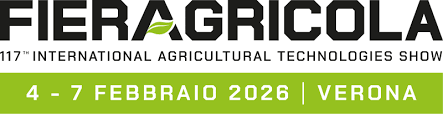 FIERAGRICOLA
117TH INTERNATIONAL AGRICULTURAL TECHNOLOGIES SHOW
4 - 7 FEBBRAIO 2026 | VERONA